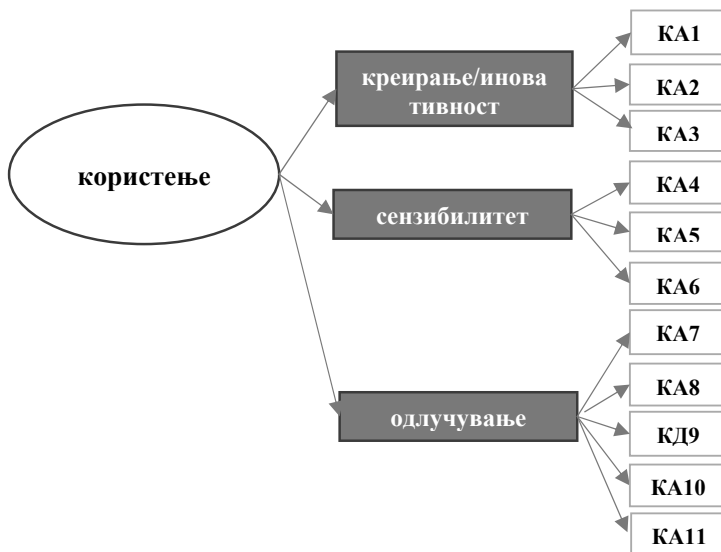 користење
креирање/инова
тивност
сензибилитет
одлучување
КА1
КА2
КА3
КА4
КА5
КА6
КА7
КА8
КД9
КА10
КА11